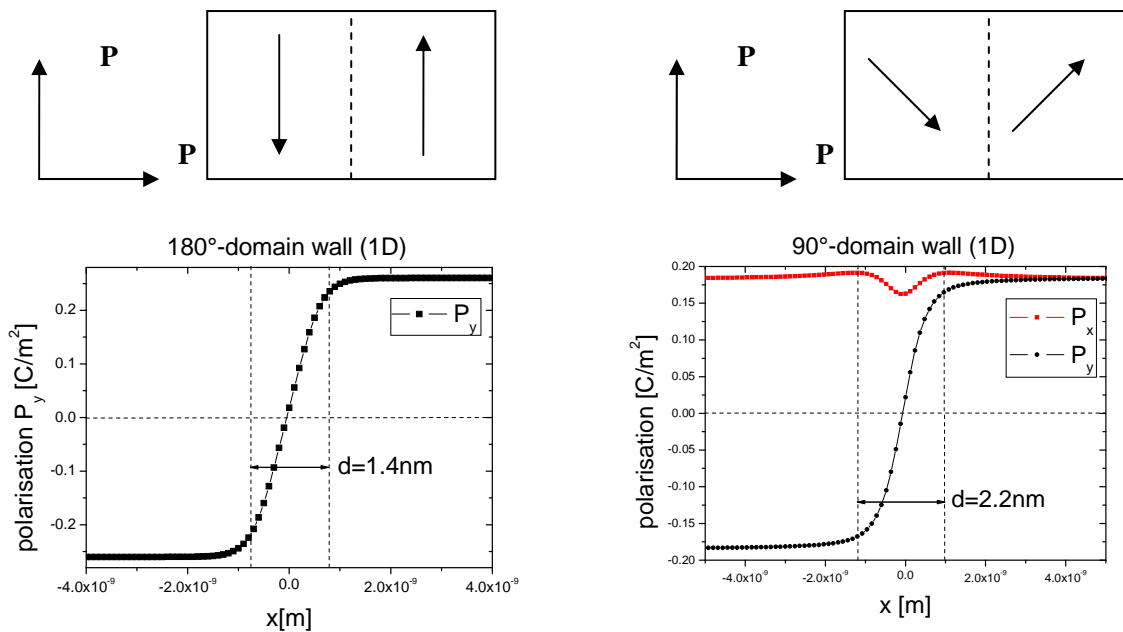 P
P
P
P
180°-domain wall (1D)
polarisation P_y [C/m²]
0.2
0.1
0.0
-0.1
-0.2
P_y
d=1.4nm
-4.0x10⁻⁹
-2.0x10⁻⁹
0.0
2.0x10⁻⁹
4.0x10⁻⁹
x[m]
90°-domain wall (1D)
polarisation [C/m²]
0.20
0.15
0.10
0.05
0.00
-0.05
-0.10
-0.15
-0.20
P_x
P_y
d=2.2nm
-4.0x10⁻⁹
-2.0x10⁻⁹
0.0
2.0x10⁻⁹
4.0x10⁻⁹
x [m]